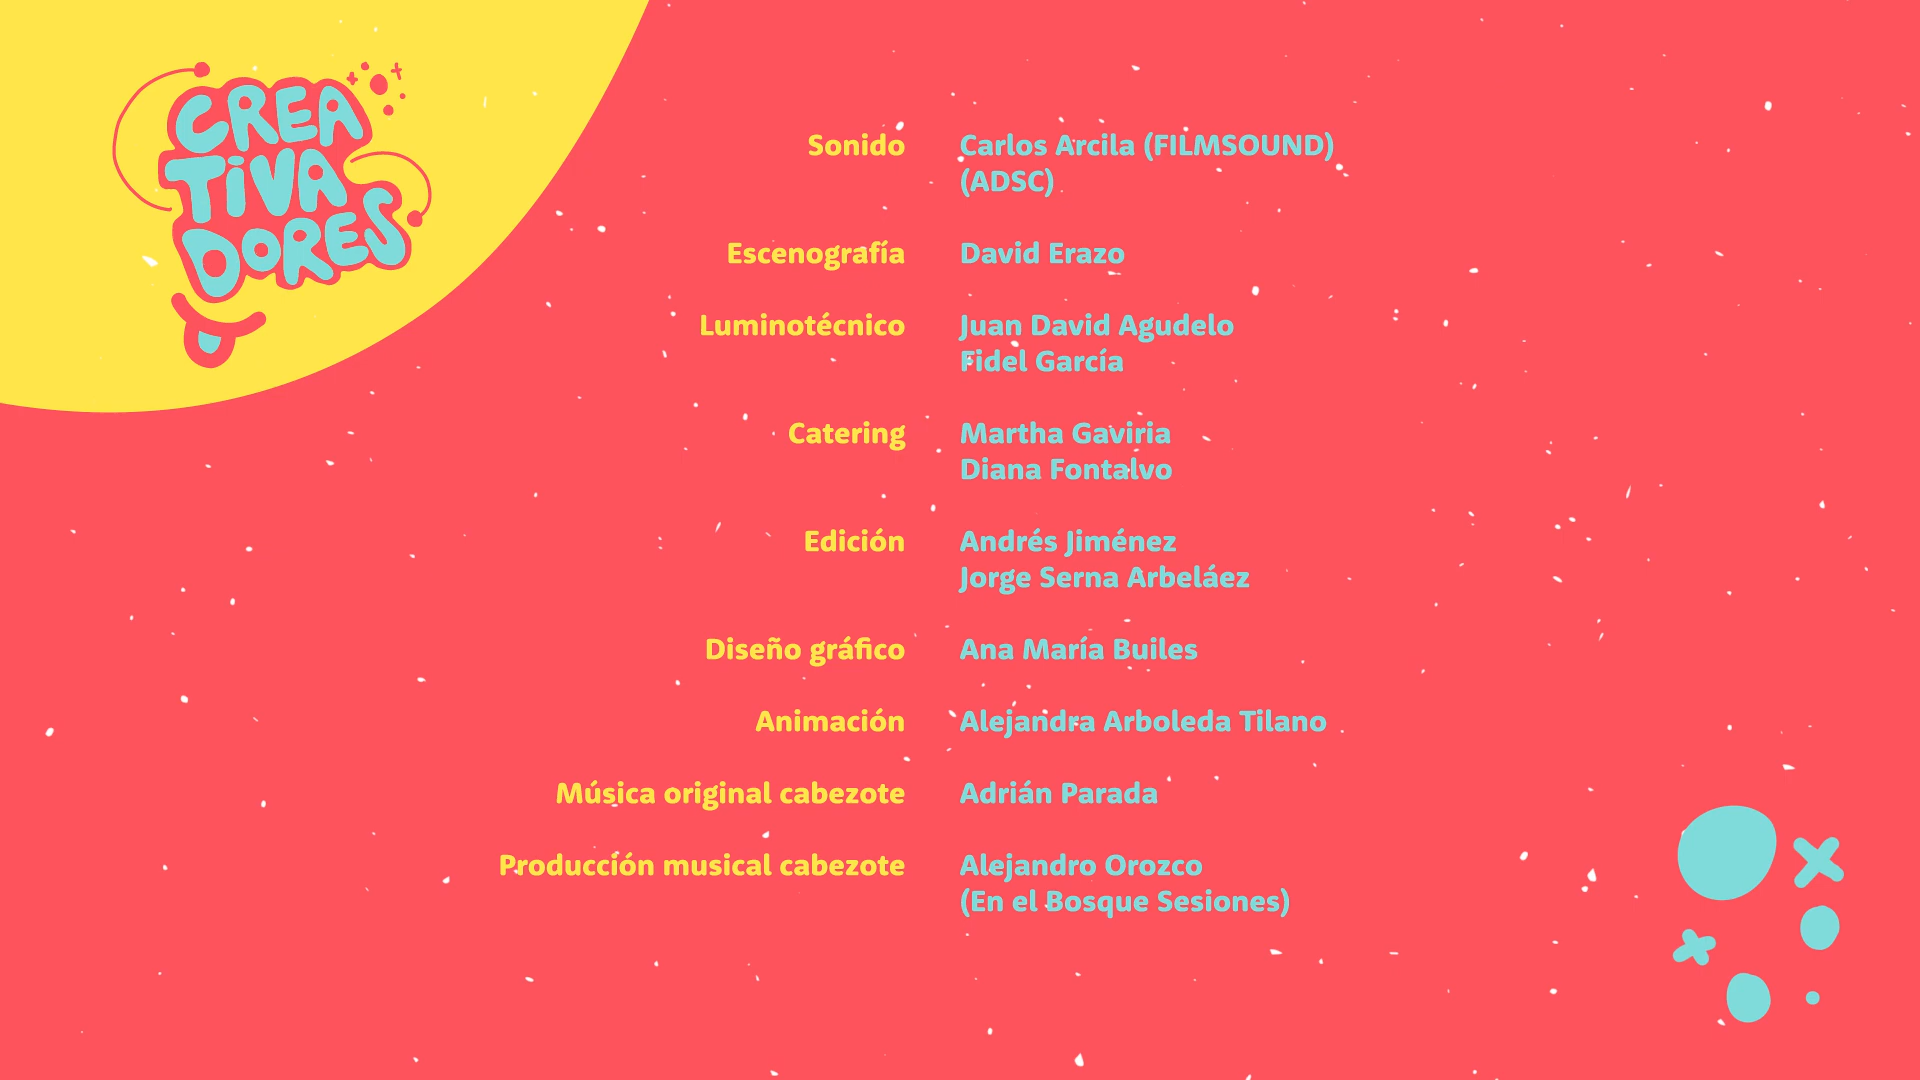 CREA
TIVA
DORES
Sonido Carlos Arcila (FILMSOUND)
(ADSC)
Escenografía David Erazo
Luminotécnico Juan David Agudelo
Fidel García
Catering Martha Gaviria
Diana Fontalvo
Edición Andrés Jiménez
Jorge Serna Arbeláez
Diseño gráfico Ana María Builes
Animación Alejandra Arboleda Tilano
Música original cabezote Adrián Parada
Producción musical cabezote Alejandro Orozco
(En el Bosque Sesiones)